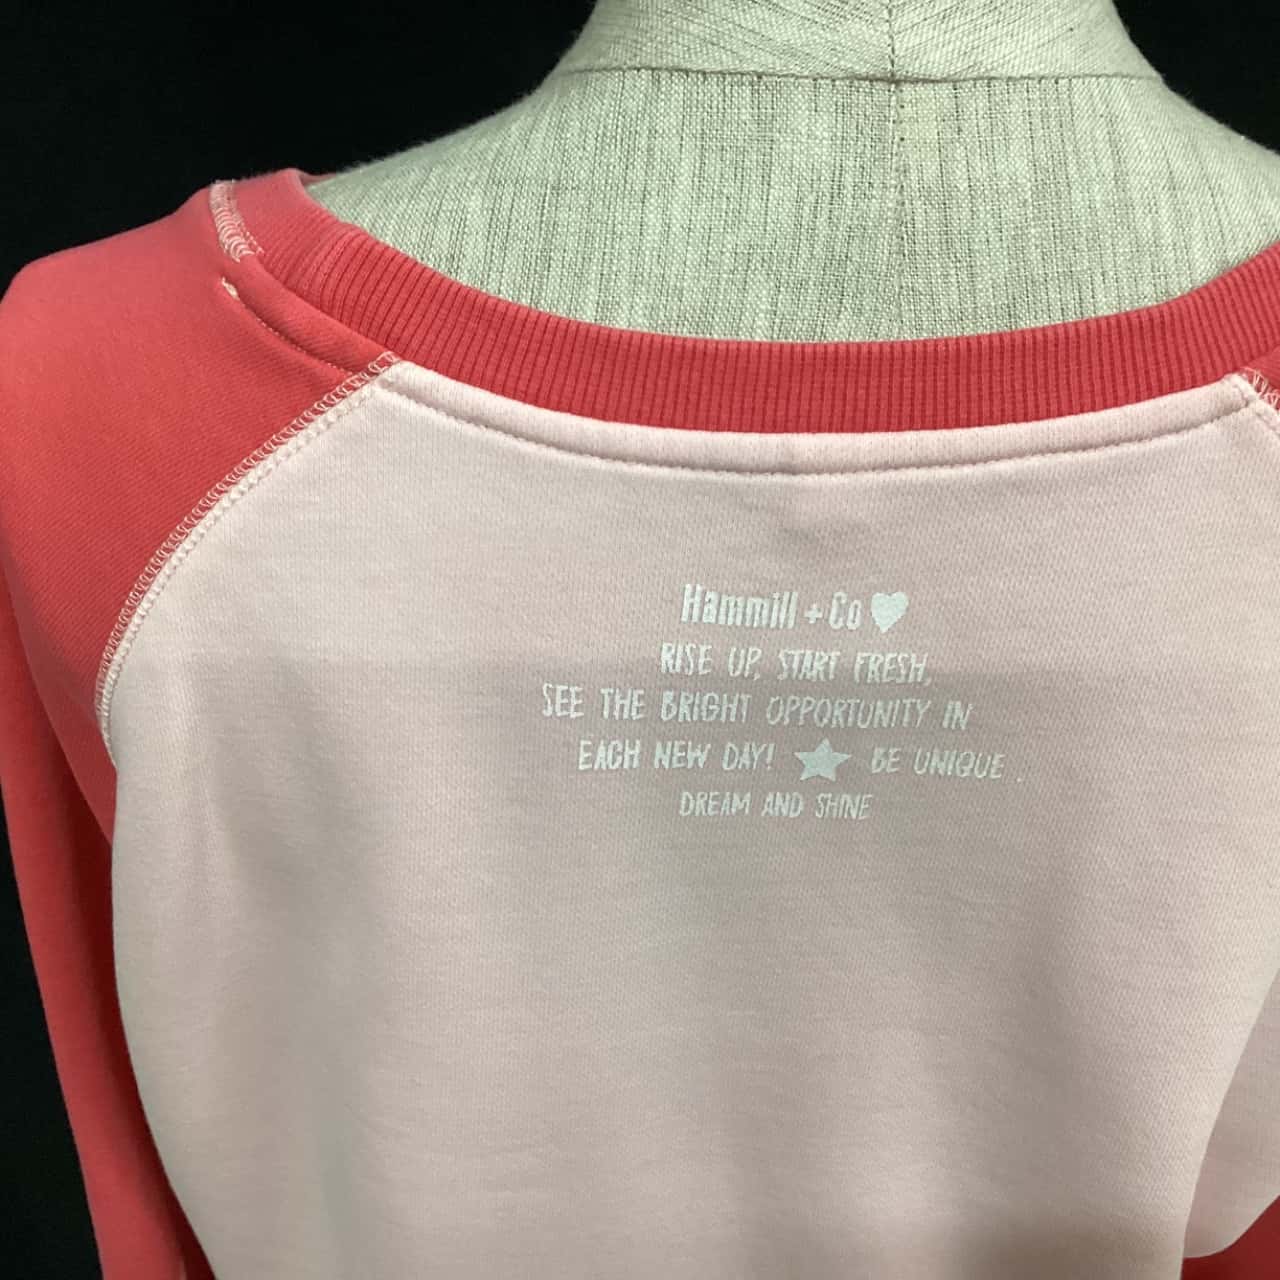 Hammill + Co
RISE UP, START FRESH,
SEE THE BRIGHT OPPORTUNITY IN
EACH NEW DAY! BE UNIQUE.
DREAM AND SHINE